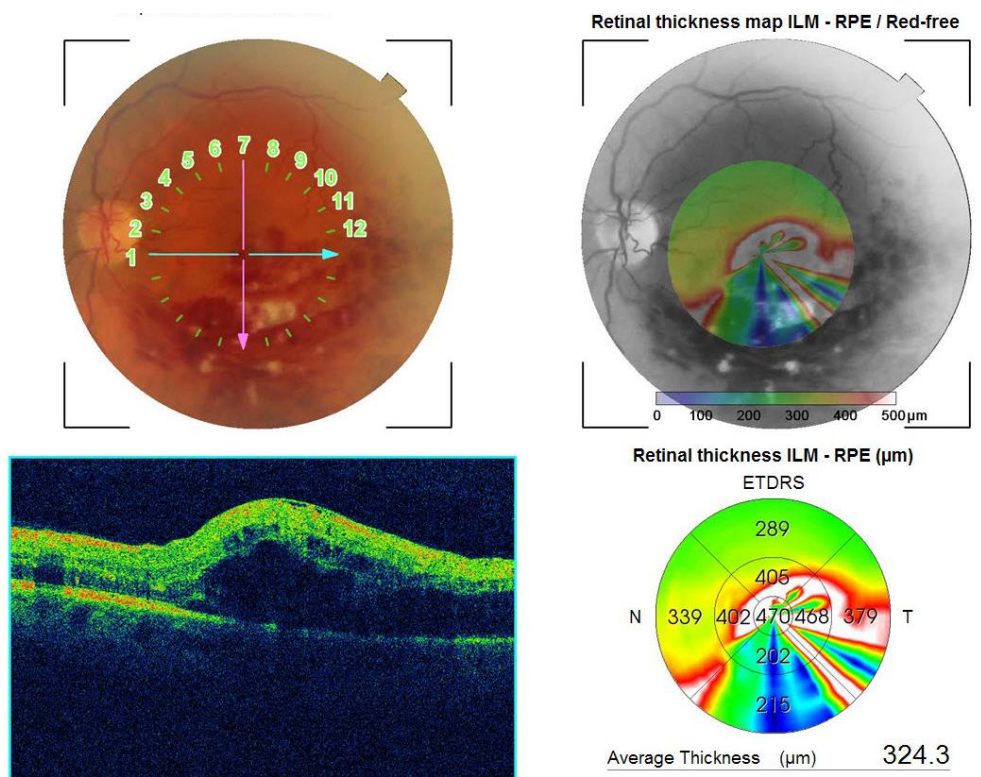 Retinal thickness map ILM - RPE / Red-free
1
2
3
4
5
6
7
8
9
10
11
12
0 100 200 300 400 500μm
Retinal thickness ILM - RPE (μm)
ETDRS
289
405
N 339 402 470 468 379 T
202
215
Average Thickness (μm) 324.3